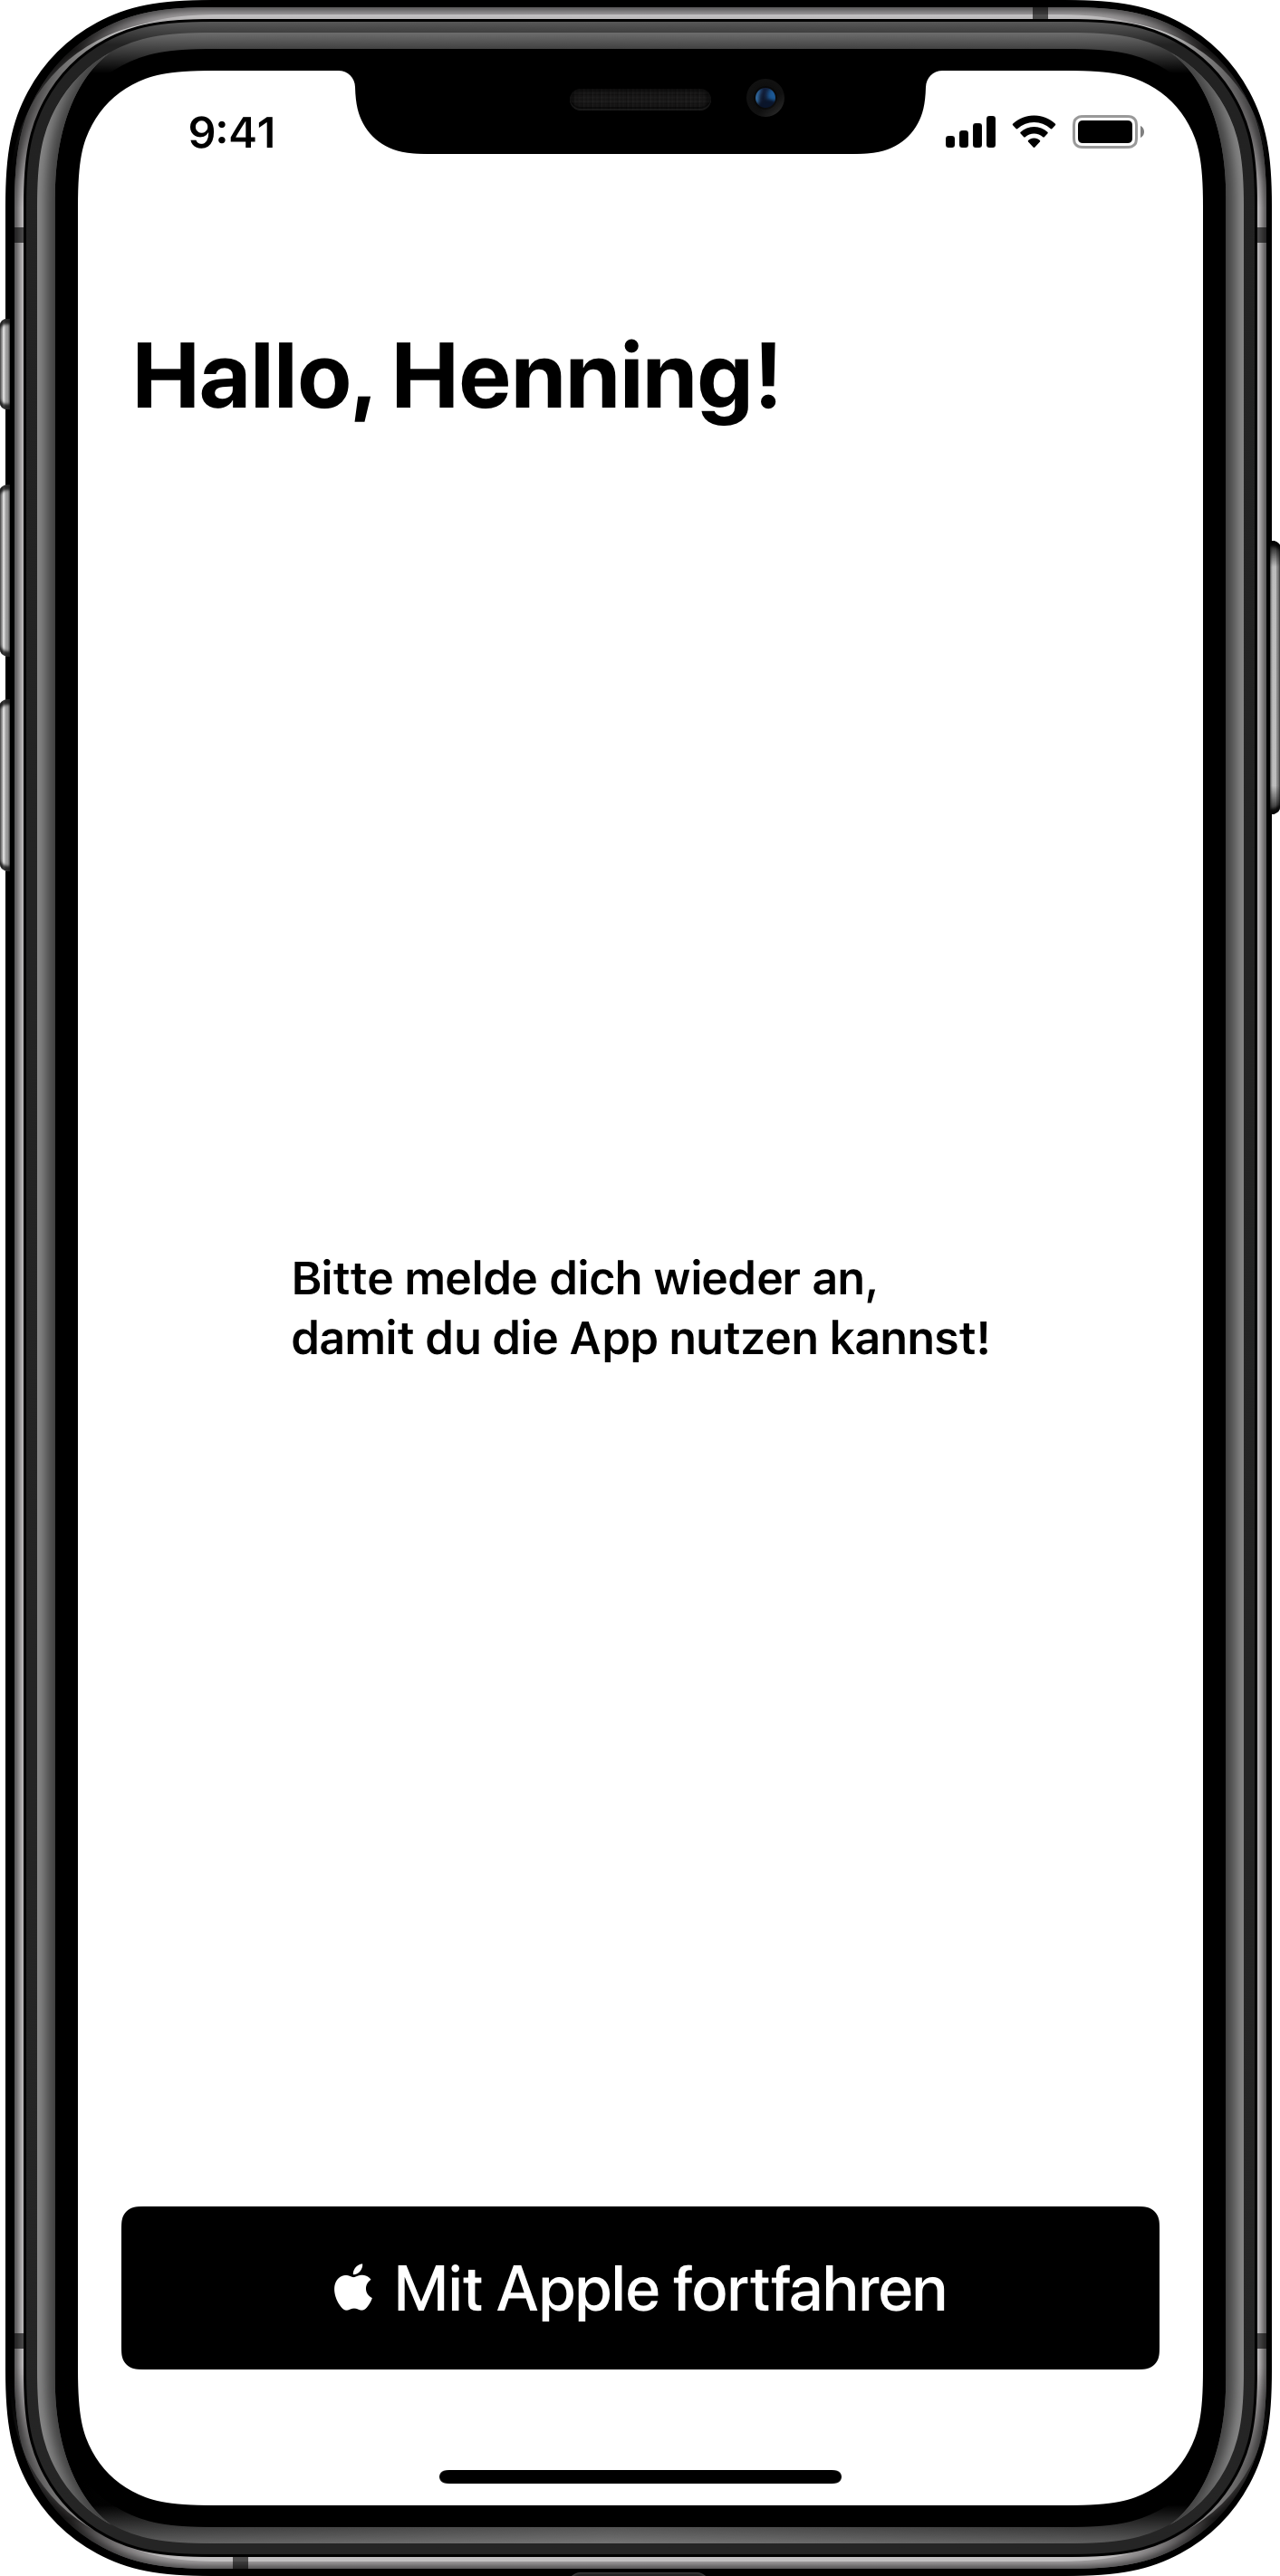 9:41
Hallo, Henning!
Bitte melde dich wieder an,
damit du die App nutzen kannst!
Mit Apple fortfahren